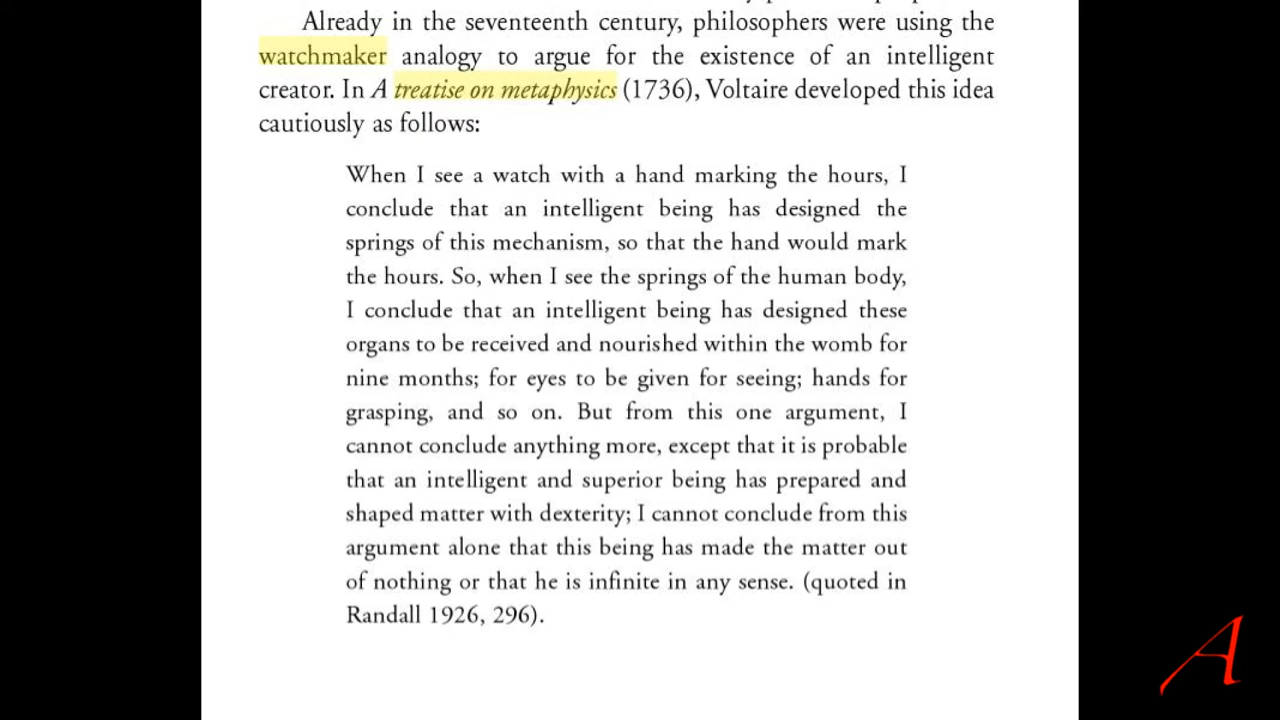 Already in the seventeenth century, philosophers were using the
watchmaker analogy to argue for the existence of an intelligent
creator. In A treatise on metaphysics (1736), Voltaire developed this idea
cautiously as follows:
When I see a watch with a hand marking the hours, I
conclude that an intelligent being has designed the
springs of this mechanism, so that the hand would mark
the hours. So, when I see the springs of the human body,
I conclude that an intelligent being has designed these
organs to be received and nourished within the womb for
nine months; for eyes to be given for seeing; hands for
grasping, and so on. But from this one argument, I
cannot conclude anything more, except that it is probable
that an intelligent and superior being has prepared and
shaped matter with dexterity; I cannot conclude from this
argument alone that this being has made the matter out
of nothing or that he is infinite in any sense. (quoted in
Randall 1926, 296).
A